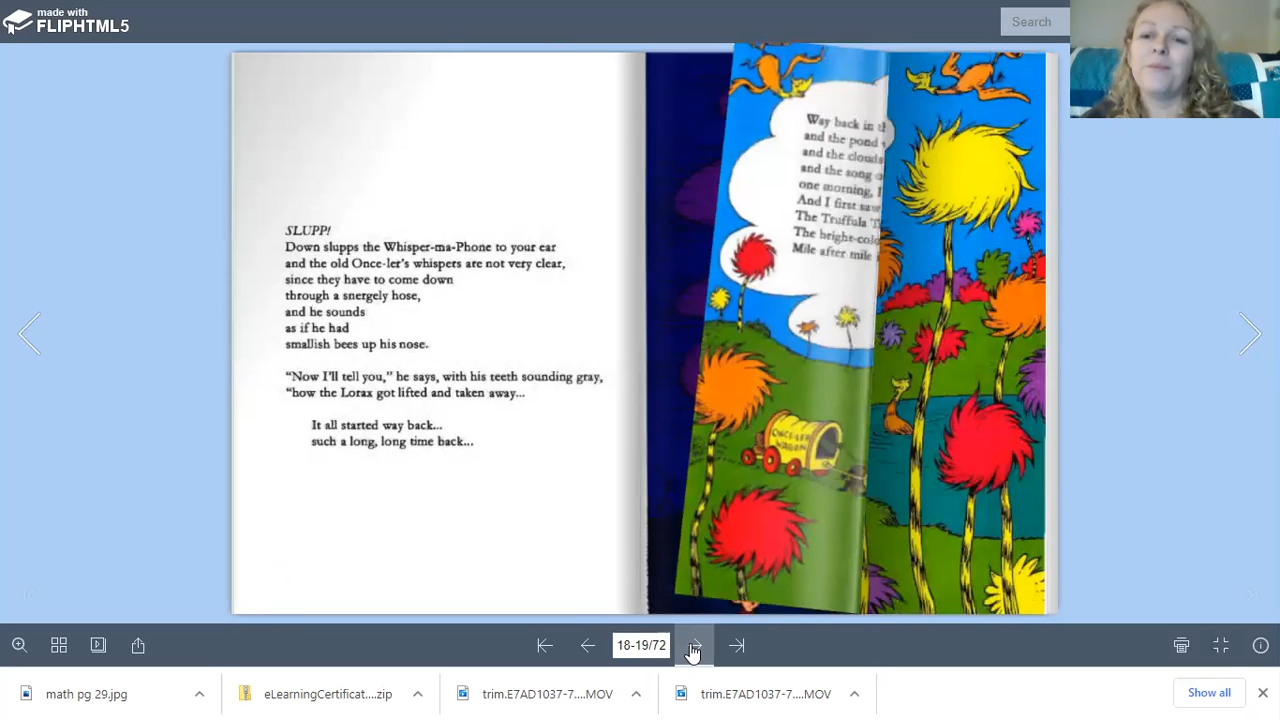 made with
FLIPHTML5
Search
SLUPP!
Down slupps the Whisper-ma-Phone to your ear
and the old Once-ler's whispers are not very clear,
since they have to come down
through a snergely hose,
and he sounds
as if he had
smallish bees up his nose.
"Now I'll tell you," he says, with his teeth sounding gray,
"how the Lorax got lifted and taken away...
It all started way back...
such a long, long time back...
Way back in
and the pond
and the clouds
and the song
one morning, I
And I first saw
The Truffula
The
Mile after mile
ONCE-LER
WAGON
18-19/72
math pg 29.jpg
eLearningCertificat....zip
trim.E7AD1037-7....MOV
trim.E7AD1037-7....MOV
Show all